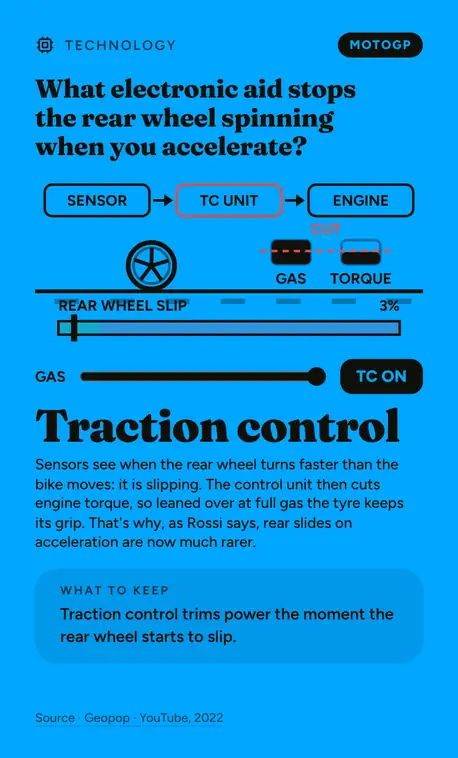 TECHNOLOGY
MOTOGP
What electronic aid stops
the rear wheel spinning
when you accelerate?
SENSOR
TC UNIT
ENGINE
CUT
GAS
TORQUE
REAR WHEEL SLIP
3%
GAS
TC ON
Traction control
Sensors see when the rear wheel turns faster than the
bike moves: it is slipping. The control unit then cuts
engine torque, so leaned over at full gas the tyre keeps
its grip. That's why, as Rossi says, rear slides on
acceleration are now much rarer.
WHAT TO KEEP
Traction control trims power the moment the
rear wheel starts to slip.
Source · Geopop · YouTube, 2022